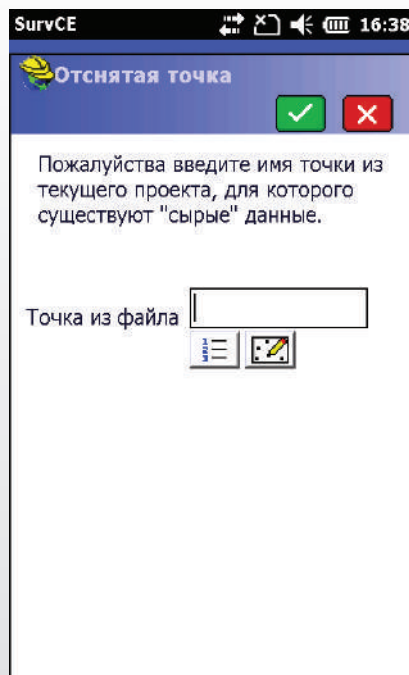 SurvCE 16:38
Отснятая точка
Пожалуйства введите имя точки из
текущего проекта, для которого
существуют "сырые" данные.
Точка из файла